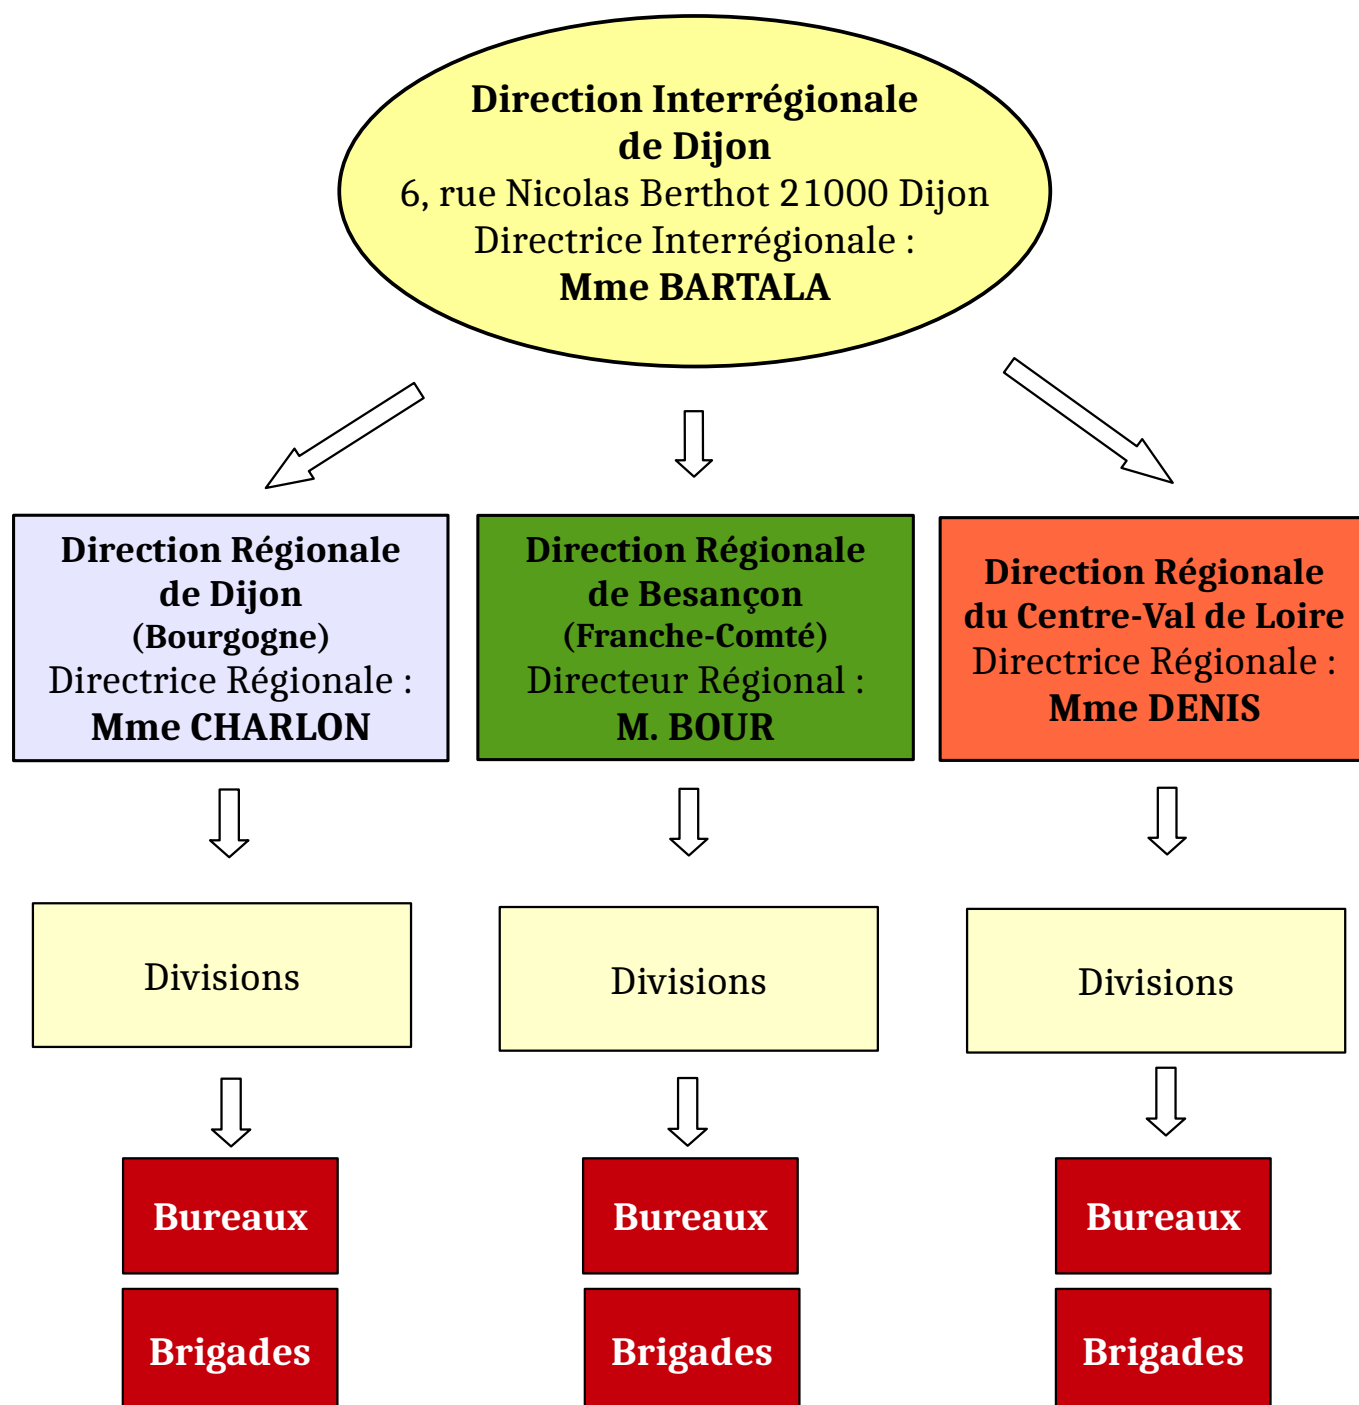 Direction Interrégionale
de Dijon
6, rue Nicolas Berthot 21000 Dijon
Directrice Interrégionale :
Mme BARTALA
Direction Régionale
de Dijon
(Bourgogne)
Directrice Régionale :
Mme CHARLON
Direction Régionale
de Besançon
(Franche-Comté)
Directeur Régional :
M. BOUR
Direction Régionale
du Centre-Val de Loire
Directrice Régionale :
Mme DENIS
Divisions
Divisions
Divisions
Bureaux
Bureaux
Bureaux
Brigades
Brigades
Brigades